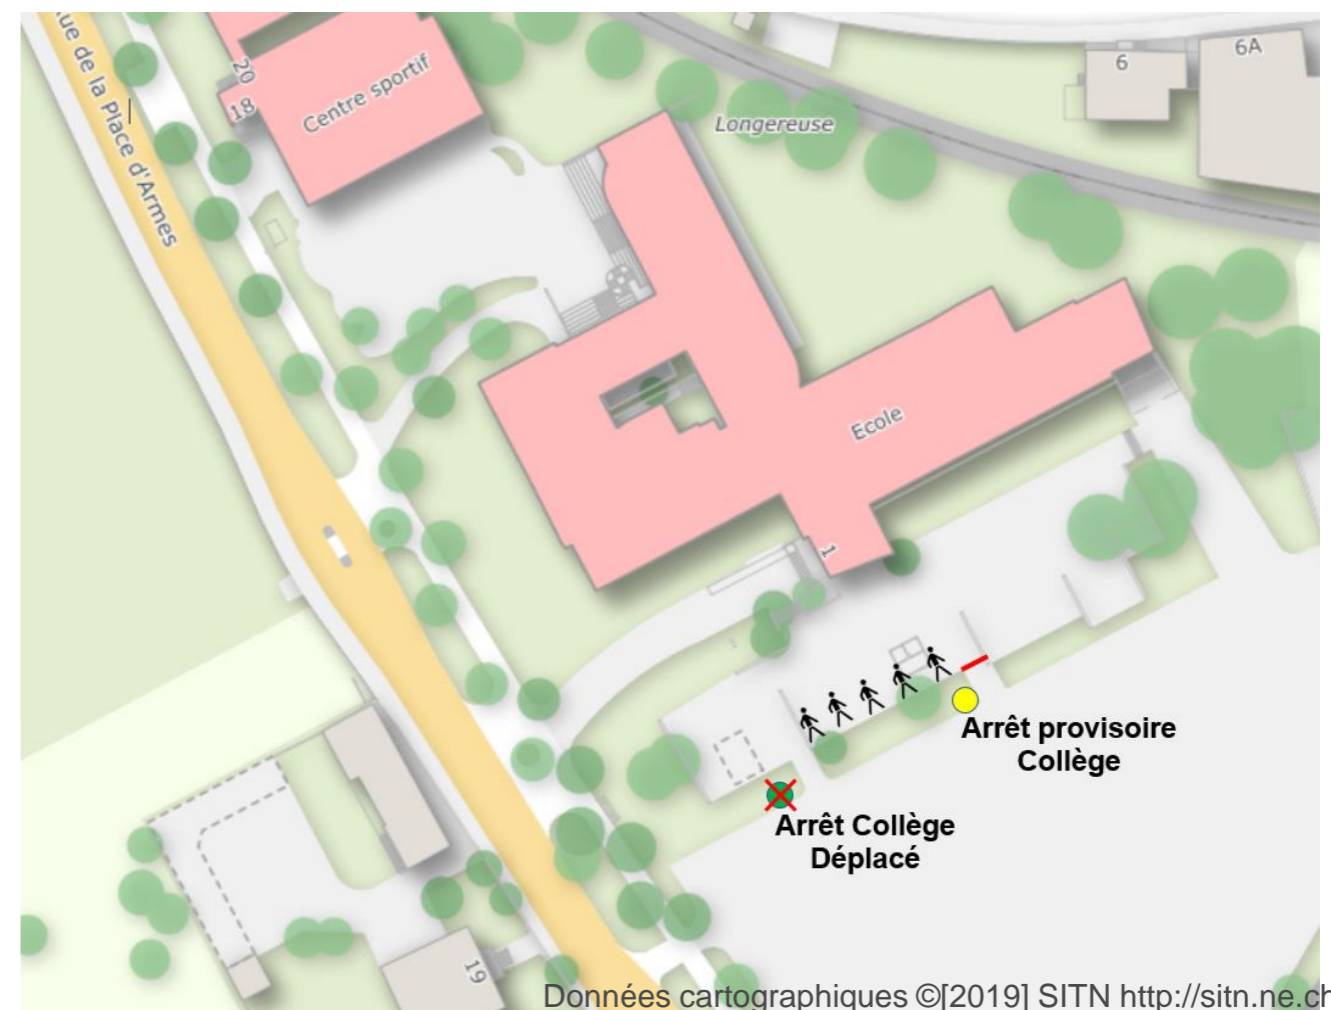 Rue de la Place d'Armes
20
18
Centre sportif
Longereuse
6
6A
Ecole
1
Arrêt provisoire
Collège
Arrêt Collège
Déplacé
19
Données cartographiques ©[2019] SITN http://sitn.ne.ch